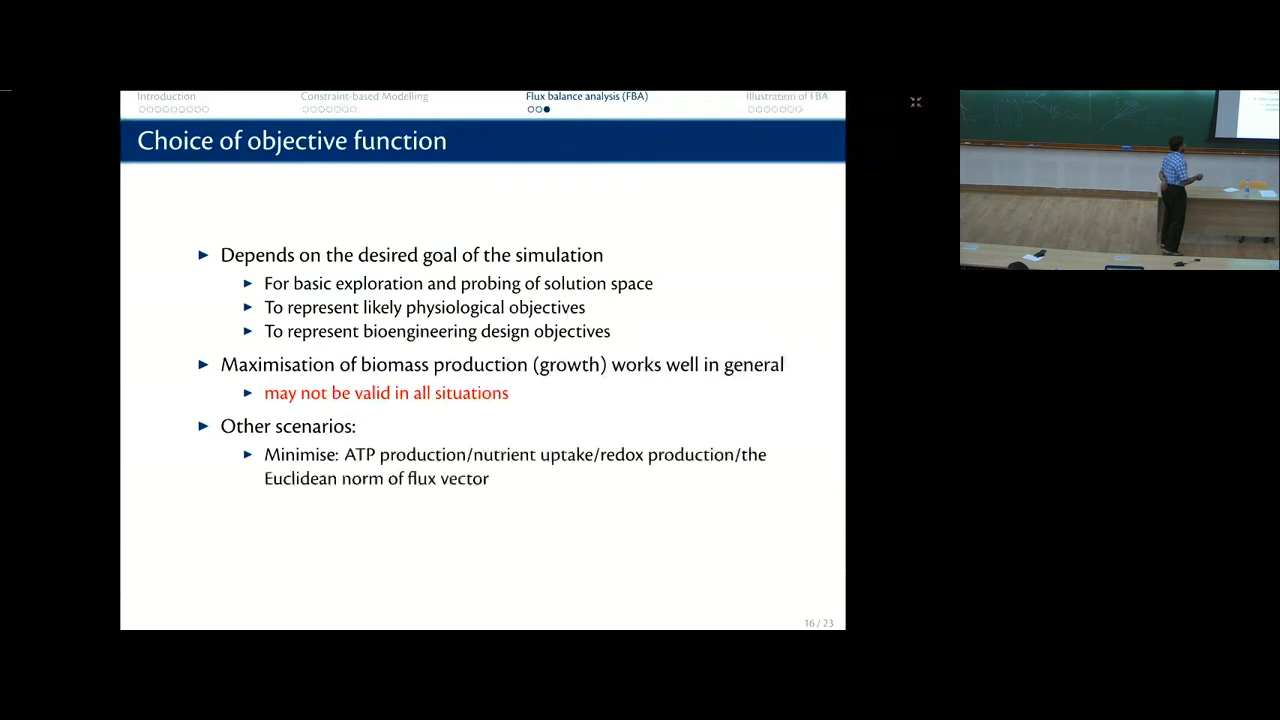 Introduction
Constraint-based Modelling
Flux balance analysis (FBA)
Illustration of FBA
Choice of objective function
► Depends on the desired goal of the simulation
► For basic exploration and probing of solution space
► To represent likely physiological objectives
► To represent bioengineering design objectives
► Maximisation of biomass production (growth) works well in general
► may not be valid in all situations
► Other scenarios:
► Minimise: ATP production/nutrient uptake/redox production/the
Euclidean norm of flux vector
16 / 23